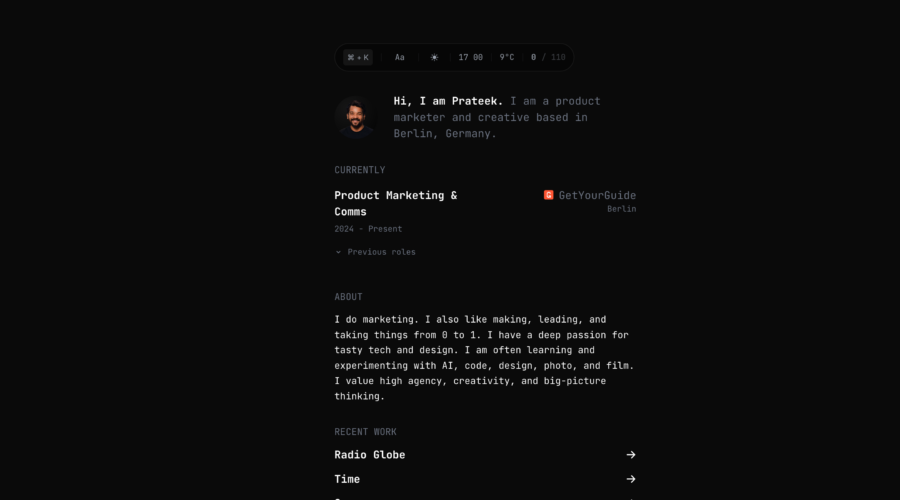 ⌘ + K Aa 17 00 9°C 0 / 110
Hi, I am Prateek. I am a product
marketer and creative based in
Berlin, Germany.
CURRENTLY
Product Marketing &
Comms
GetYourGuide
Berlin
2024 - Present
Previous roles
ABOUT
I do marketing. I also like making, leading, and
taking things from 0 to 1. I have a deep passion for
tasty tech and design. I am often learning and
experimenting with AI, code, design, photo, and film.
I value high agency, creativity, and big-picture
thinking.
RECENT WORK
Radio Globe →
Time →